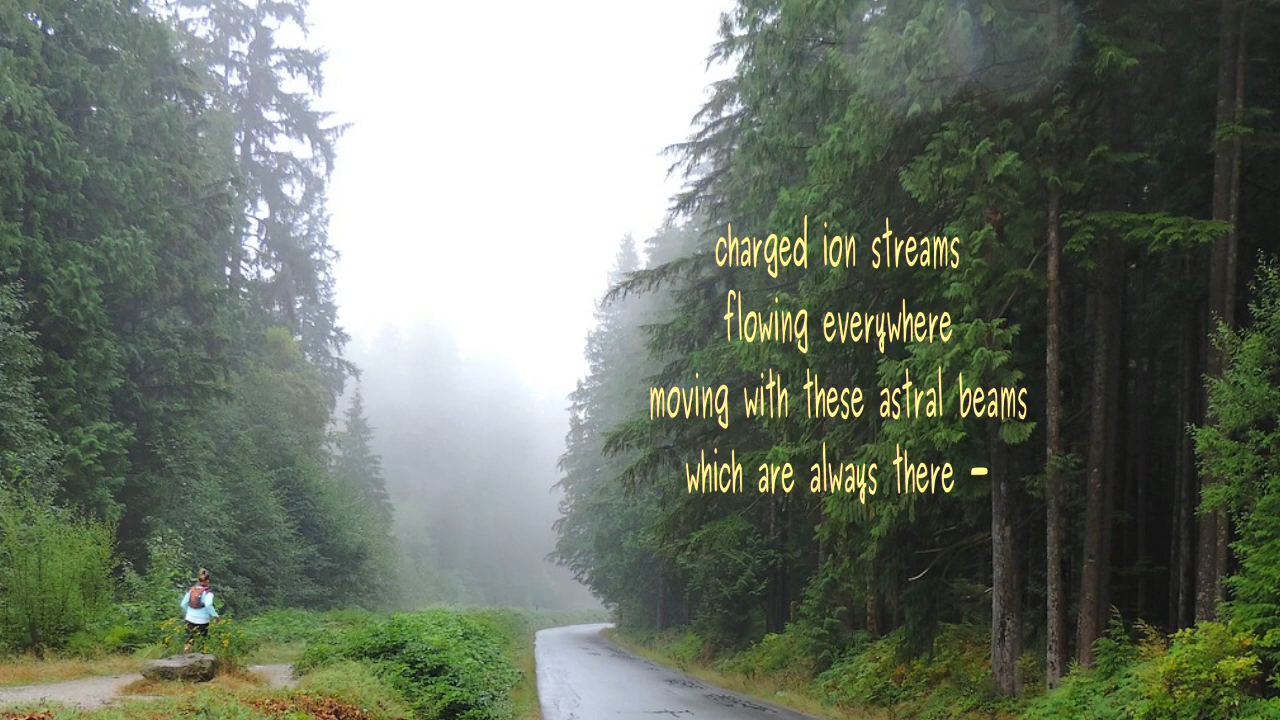 charged ion streams
flowing everywhere
moving with these astral beams
which are always there -